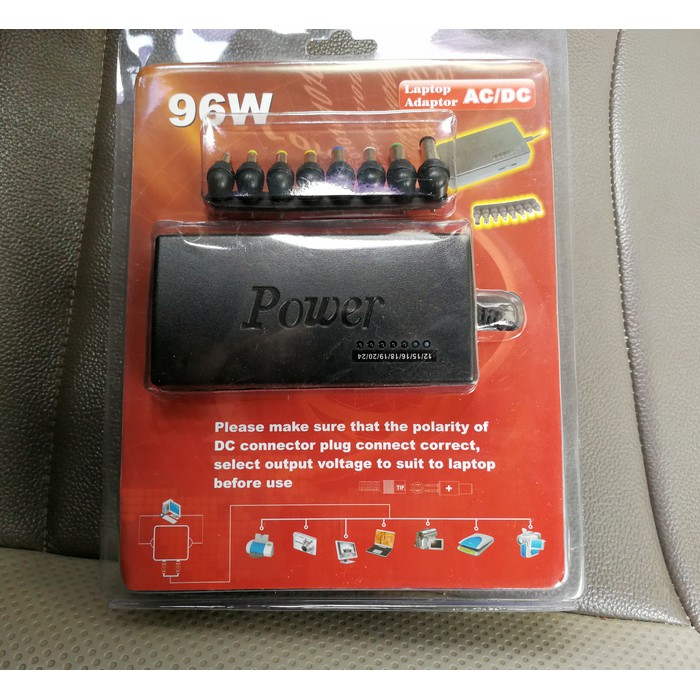 96W
Laptop
Adaptor AC/DC
Power
12/15/16/18/19/20/24
Please make sure that the polarity of
DC connector plug connect correct,
select output voltage to suit to laptop
before use
TIP
+